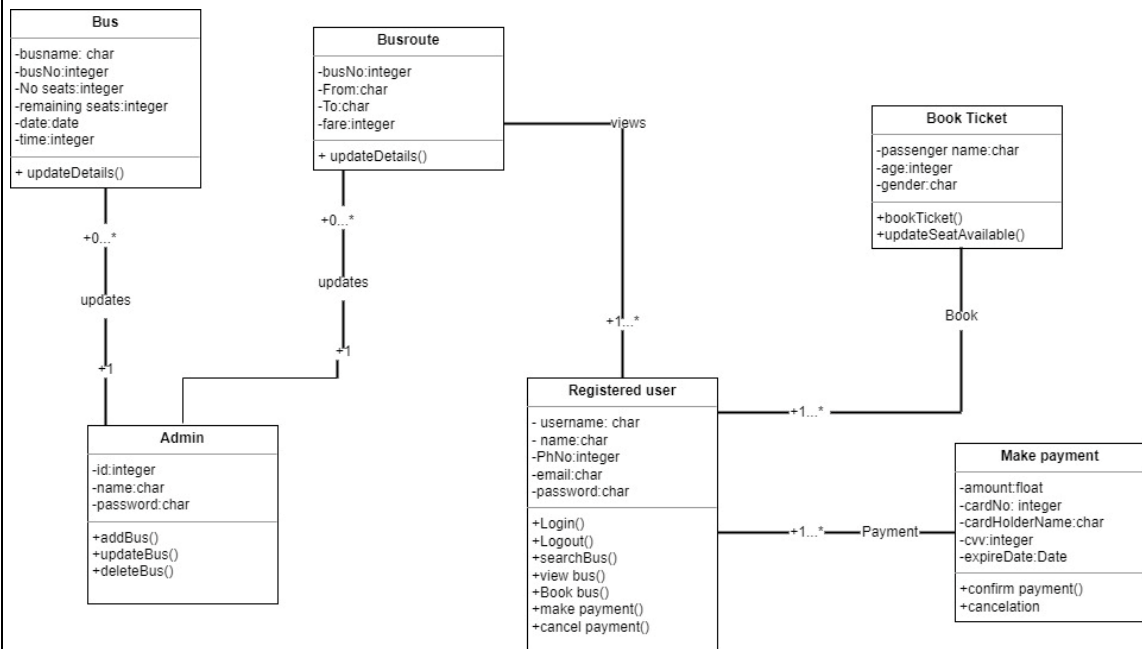 Bus
-busname: char
-busNo:integer
-No seats:integer
-remaining seats:integer
-date:date
-time:integer
+ updateDetails()
Busroute
-busNo:integer
-From:char
-To:char
-fare:integer
+ updateDetails()
views
Book Ticket
-passenger name:char
-age:integer
-gender:char
+bookTicket()
+updateSeatAvailable()
+0...*
updates
+1
+0...*
updates
+1
+1...*
Book
Admin
-id:integer
-name:char
-password:char
+addBus()
+updateBus()
+deleteBus()
Registered user
- username: char
- name:char
-PhNo:integer
-email:char
-password:char
+Login()
+Logout()
+searchBus()
+view bus()
+Book bus()
+make payment()
+cancel payment()
+1...*
+1...*
Payment
Make payment
-amount:float
-cardNo: integer
-cardHolderName:char
-cvv:integer
-expireDate:Date
+confirm payment()
+cancelation